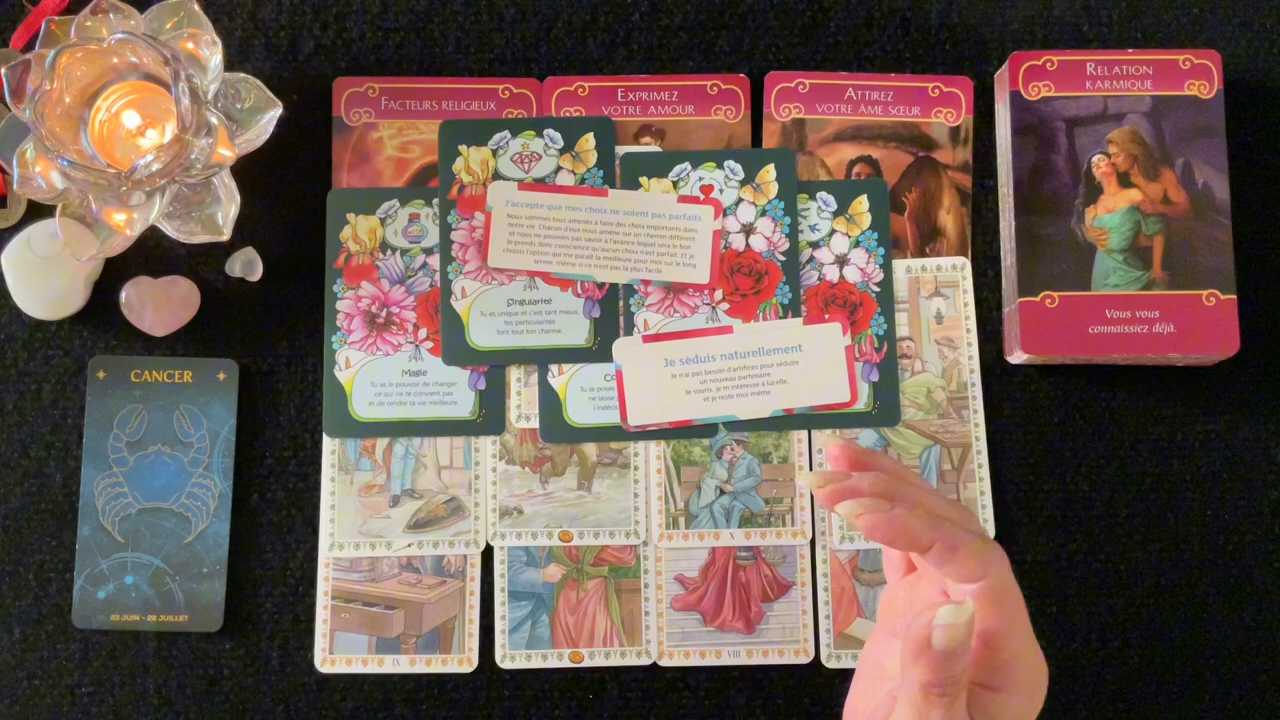 FACTEURS RELIGIEUX
EXPRIMEZ
VOTRE AMOUR
ATTIREZ
VOTRE ÂME SŒUR
RELATION
KARMIQUE
Vous vous
connaissiez déjà.
J'accepte que mes choix ne soient pas parfaits
Nous sommes tous amenés à faire des choix importants dans
notre vie. Chacun d'eux nous amène sur un chemin différent
et nous ne pouvons pas savoir à l'avance lequel sera le bon.
Je prends donc conscience qu'aucun choix n'est parfait. Et je
choisis l'option qui me paraît la meilleure pour moi sur le long
terme, même si ce n'est pas la plus facile.
Singularité
Tu es unique et c'est tant mieux,
tes particularités
font tout ton charme.
Magie
Tu as le pouvoir de changer
ce qui ne te convient pas
et de rendre ta vie meilleure.
Tu
ne laisse
l'indécis
Je séduis naturellement
Je n'ai pas besoin d'artifices pour séduire
un nouveau partenaire.
Je souris, je m'intéresse à lui/elle,
et je reste moi-même.
CANCER
22 JUIN - 22 JUILLET
X
IX
VIII